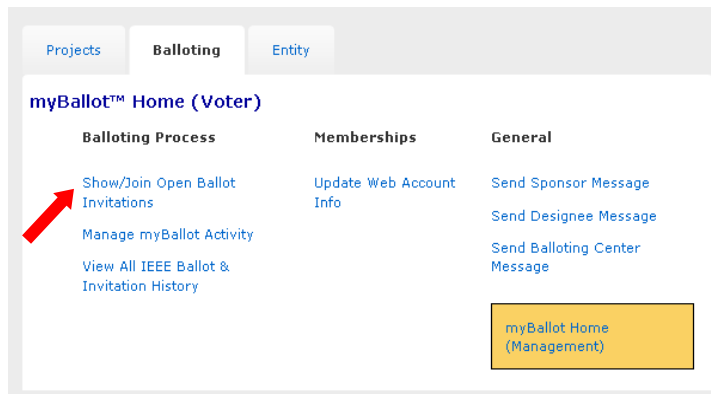 Projects
Balloting
Entity
myBallot™ Home (Voter)
Balloting Process
Show/Join Open Ballot
Invitations
Manage myBallot Activity
View All IEEE Ballot &
Invitation History
Memberships
Update Web Account
Info
General
Send Sponsor Message
Send Designee Message
Send Balloting Center
Message
myBallot Home
(Management)